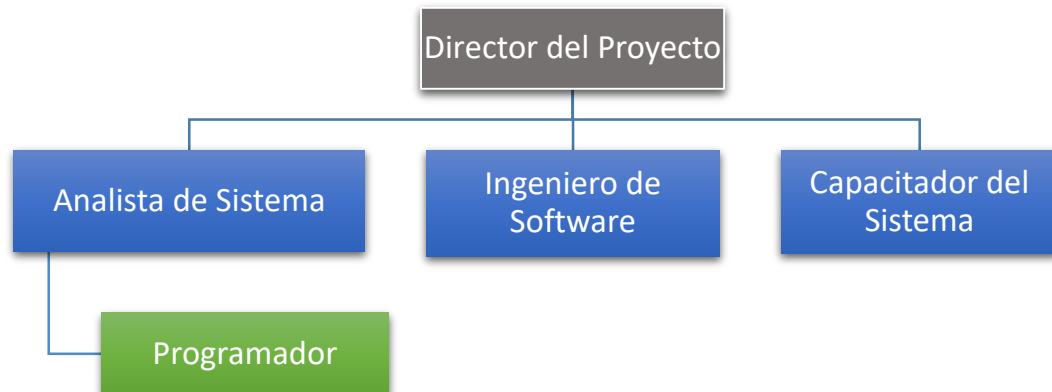 Director del Proyecto
Analista de Sistema
Ingeniero de
Software
Capacitador del
Sistema
Programador